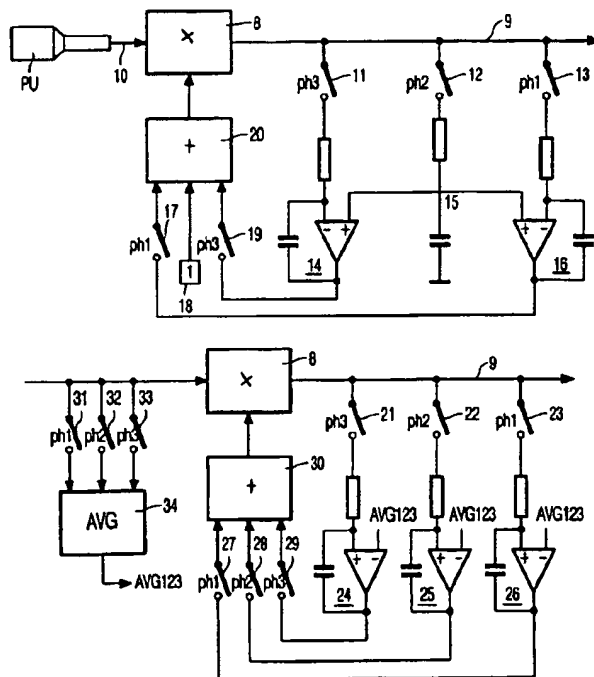 8
9
×
PU
10
ph3
11
ph2
12
ph1
13
+
20
17
19
ph1
ph3
15
- +
+ -
1
18
14
16
8
9
×
31
32
33
ph1
ph2
ph3
ph3
21
ph2
22
ph1
23
+
30
AVG
34
AVG123
AVG123
AVG123
27
28
29
ph1
ph2
ph3
+ -
+ -
+ -
24
25
26
AVG123